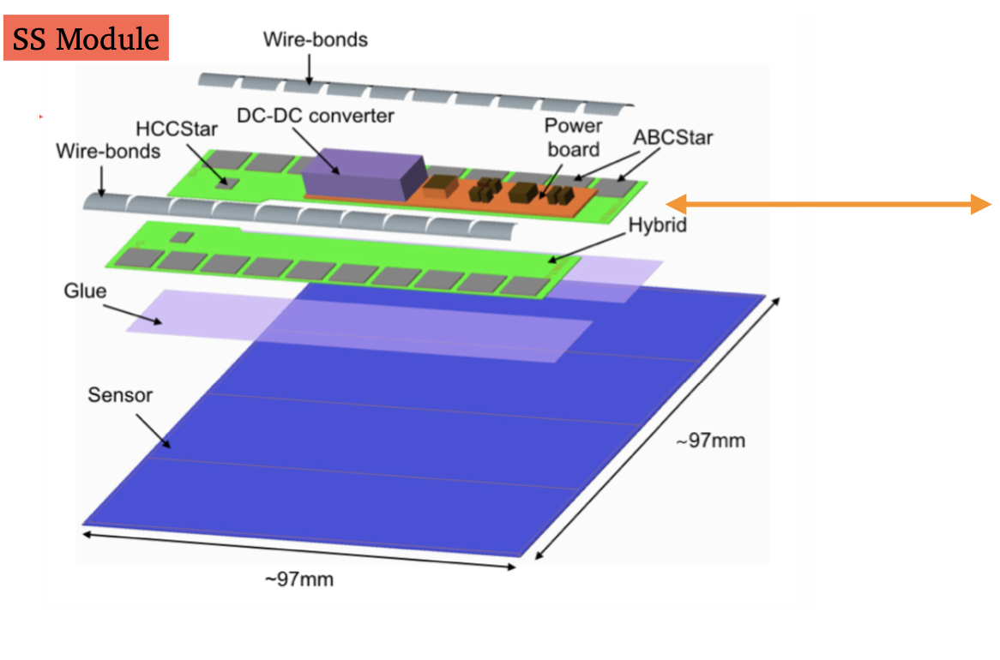 SS Module
Wire-bonds
DC-DC converter
HCCStar
Power
board
ABCStar
Wire-bonds
Hybrid
Glue
Sensor
~97mm
~97mm